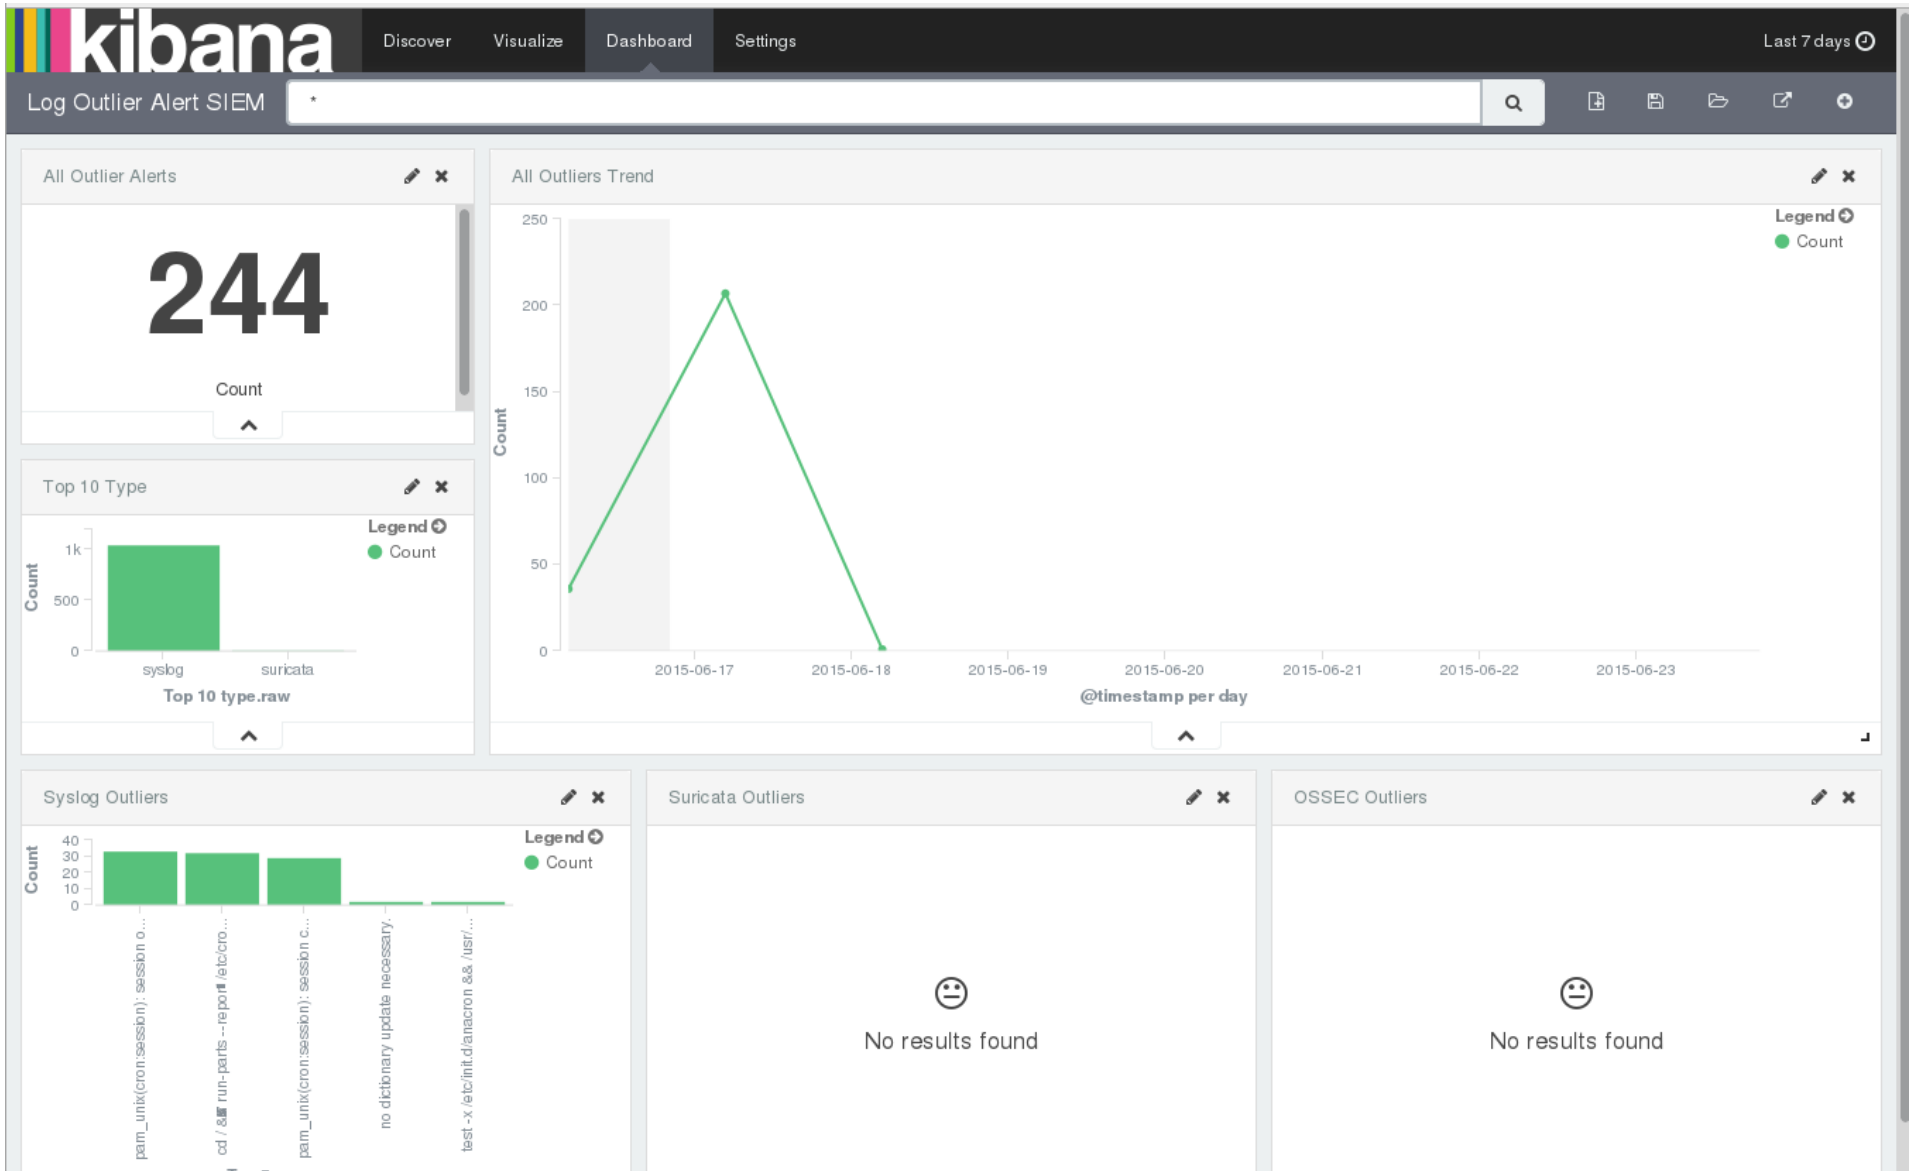 kibana
Discover Visualize Dashboard Settings Last 7 days
Log Outlier Alert SIEM *
All Outlier Alerts
244
Count
All Outliers Trend
Legend
Count
250
200
150
100
50
0
Count
2015-06-17 2015-06-18 2015-06-19 2015-06-20 2015-06-21 2015-06-22 2015-06-23
@timestamp per day
Top 10 Type
Legend
Count
1k
500
0
Count
syslog suricata
Top 10 type.raw
Syslog Outliers
Legend
Count
40
30
20
10
0
Count
pam_unix(cron:session): session o...
cd / && run-parts --report /etc/cro...
pam_unix(cron:session): session c...
no dictionary update necessary.
test -x /etc/init.d/anacron && /usr/...
Suricata Outliers
No results found
OSSEC Outliers
No results found